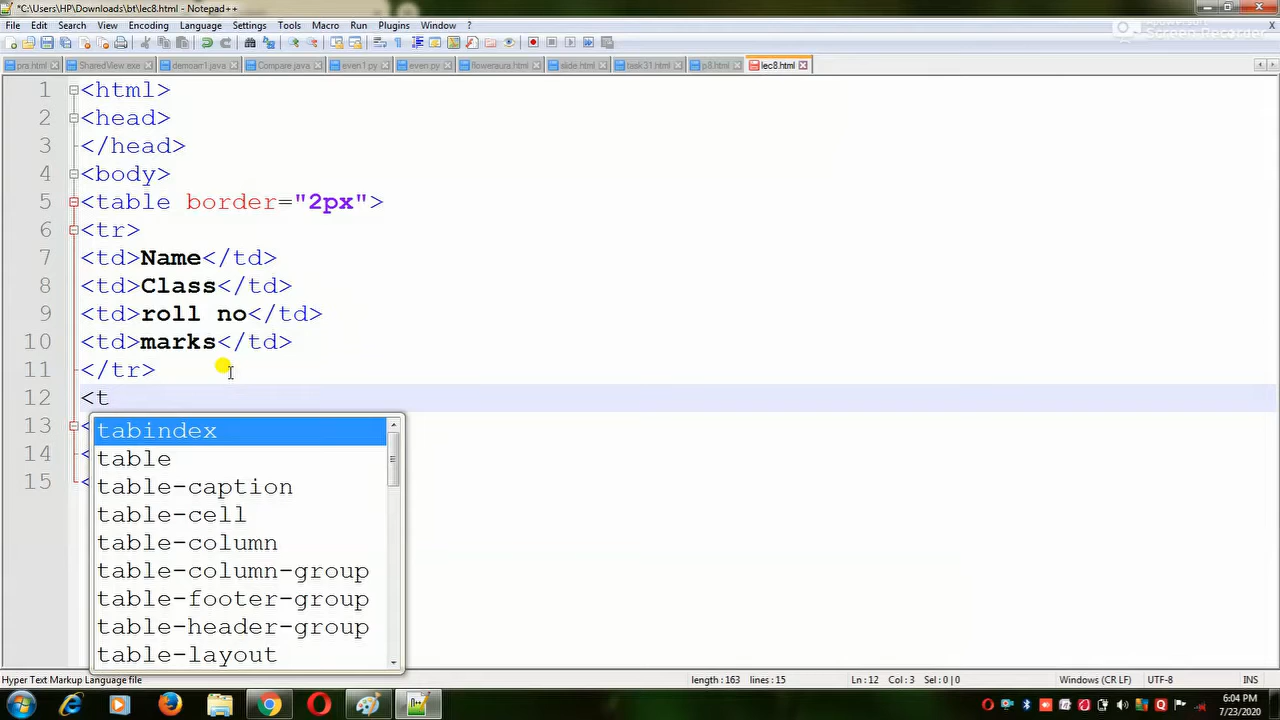 *C:\Users\HP\Downloads\bt\lec8.html - Notepad++
File Edit Search View Encoding Language Settings Tools Macro Run Plugins Window ?
X
pra.html SharedView.exe demoarr1.java Compare.java even1.py even.py floweraura.html slide.html task31.html p8.html lec8.html
1 <html>
2 <head>
3 </head>
4 <body>
5 <table border="2px">
6 <tr>
7 <td>Name</td>
8 <td>Class</td>
9 <td>roll no</td>
10 <td>marks</td>
11 </tr>
12 <t
13 <
14 <
15 <
tabindex
table
table-caption
table-cell
table-column
table-column-group
table-footer-group
table-header-group
table-layout
Hyper Text Markup Language file length : 163 lines : 15 Ln : 12 Col : 3 Sel : 0 | 0 Windows (CR LF) UTF-8 INS
6:04 PM
7/23/2020